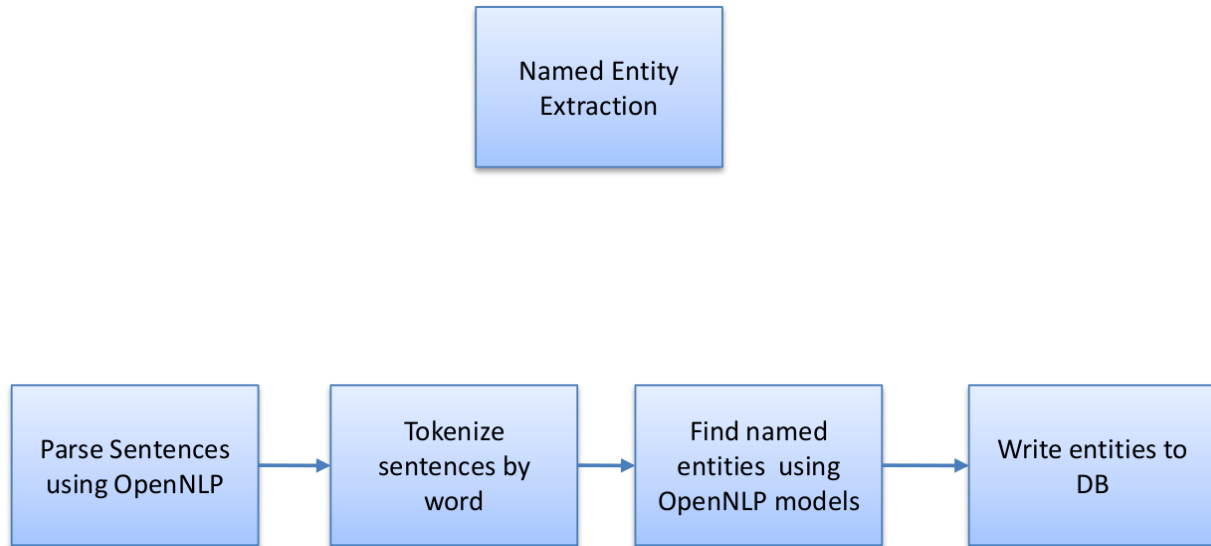 Named Entity
Extraction
Parse Sentences
using OpenNLP
Tokenize
sentences by
word
Find named
entities  using
OpenNLP models
Write entities to
DB